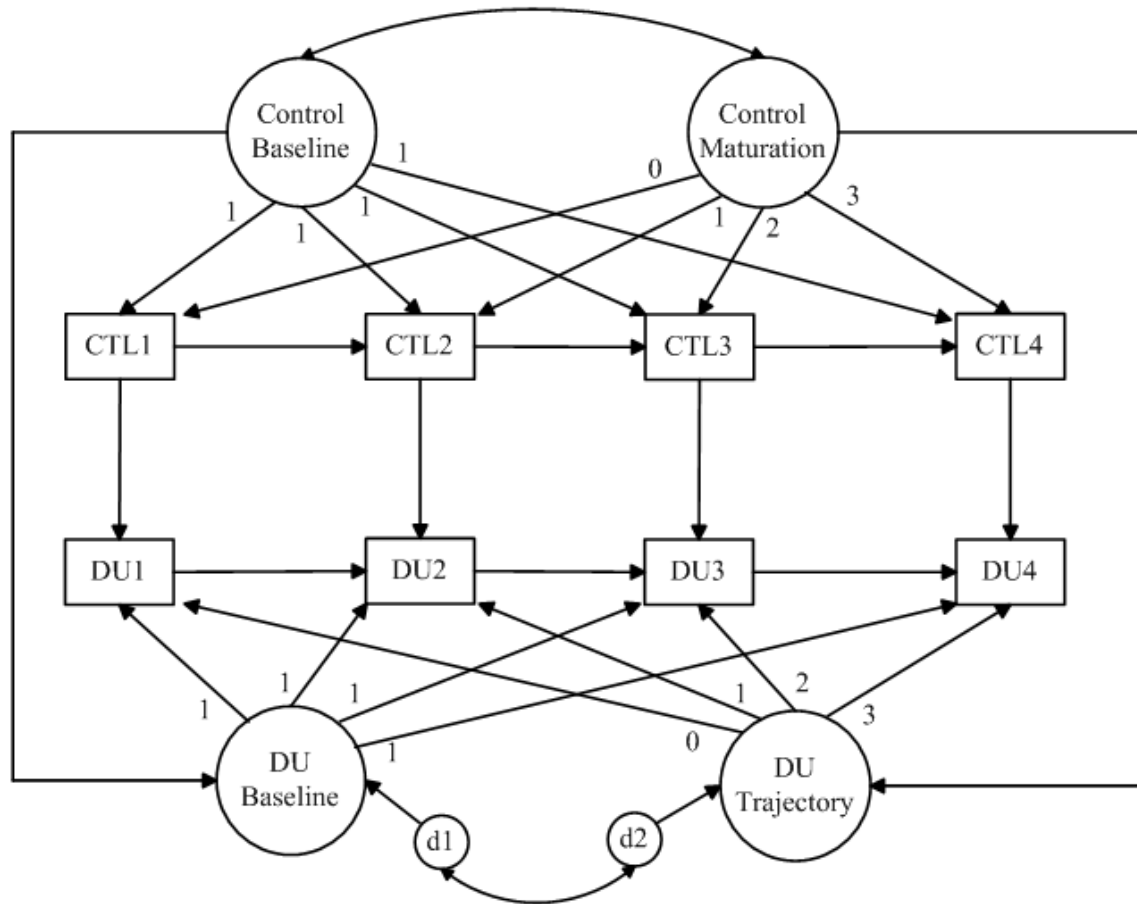 Control
Baseline
Control
Maturation
1
1
1
1
0
1
2
3
CTL1
CTL2
CTL3
CTL4
DU1
DU2
DU3
DU4
1
1
1
1
0
1
2
3
DU
Baseline
DU
Trajectory
d1
d2